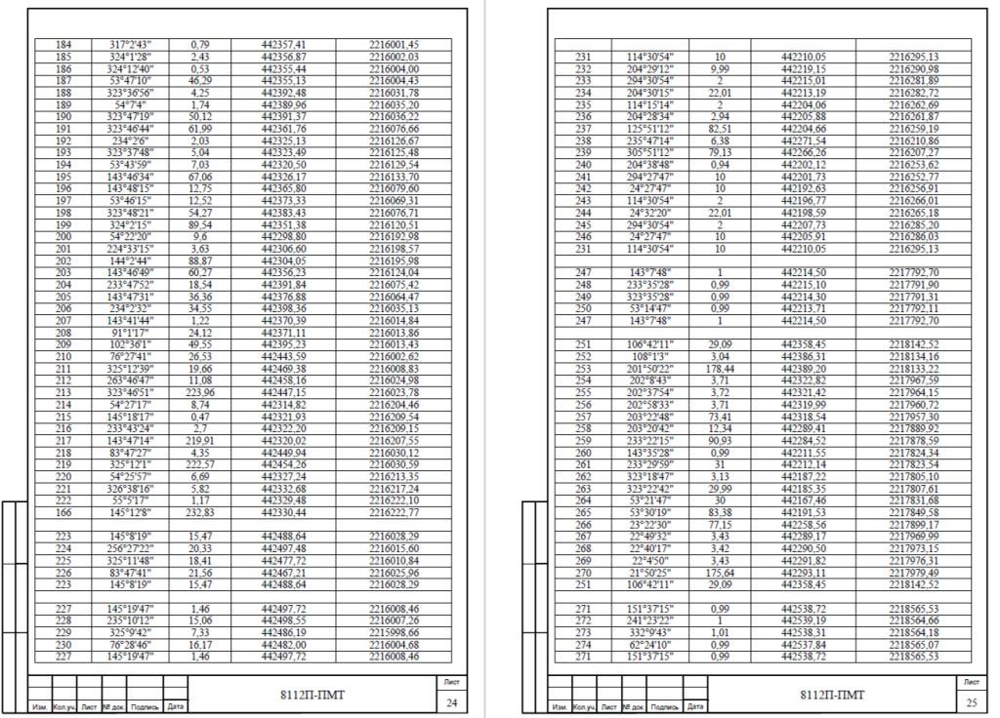 184 317°2'43" 0,79 442357,41 2216001,45
185 324°1'28" 2,43 442356,87 2216002,03
186 324°12'40" 0,53 442355,44 2216004,00
187 53°47'10" 46,29 442355,13 2216004,43
188 323°36'56" 4,25 442392,48 2216031,78
189 54°7'4" 1,74 442389,96 2216035,20
190 323°47'19" 50,12 442391,37 2216036,22
191 323°46'44" 61,99 442361,76 2216076,66
192 234°2'6" 2,03 442325,13 2216126,67
193 323°37'48" 5,04 442323,49 2216125,48
194 53°43'59" 7,03 442320,50 2216129,54
195 143°46'34" 67,06 442326,17 2216133,70
196 143°48'15" 12,75 442365,80 2216079,60
197 53°46'15" 12,52 442373,33 2216069,31
198 323°48'21" 54,27 442383,43 2216076,71
199 324°2'15" 89,54 442351,38 2216120,51
200 54°22'20" 9,6 442298,80 2216192,98
201 224°33'15" 3,63 442306,60 2216198,57
202 144°2'44" 88,87 442304,05 2216195,98
203 143°46'49" 60,27 442356,23 2216124,04
204 233°47'52" 18,54 442391,84 2216075,42
205 143°47'31" 36,36 442376,88 2216064,47
206 234°2'32" 34,55 442398,36 2216035,13
207 143°41'44" 1,22 442370,39 2216014,84
208 91°1'17" 24,12 442371,11 2216013,86
209 102°36'1" 49,55 442395,23 2216013,43
210 76°27'41" 26,53 442443,59 2216002,62
211 325°12'39" 19,66 442469,38 2216008,83
212 263°46'47" 11,08 442458,16 2216024,98
213 323°46'51" 223,96 442447,15 2216023,78
214 54°27'17" 8,74 442314,82 2216204,46
215 145°18'17" 0,47 442321,93 2216209,54
216 233°43'24" 2,7 442322,20 2216209,15
217 143°47'14" 219,91 442320,02 2216207,55
218 83°47'27" 4,35 442449,94 2216030,12
219 325°12'1" 222,57 442454,26 2216030,59
220 54°25'57" 6,69 442327,24 2216213,35
221 326°38'16" 5,82 442332,68 2216217,24
222 55°5'17" 1,17 442329,48 2216222,10
166 145°12'8" 232,83 442330,44 2216222,77
223 145°8'19" 15,47 442488,64 2216028,29
224 256°27'22" 20,33 442497,48 2216015,60
225 325°11'48" 18,41 442477,72 2216010,84
226 83°47'41" 21,56 442467,21 2216025,96
223 145°8'19" 15,47 442488,64 2216028,29
227 145°19'47" 1,46 442497,72 2216008,46
228 235°10'12" 15,06 442498,55 2216007,26
229 325°9'42" 7,33 442486,19 2215998,66
230 76°28'46" 16,17 442482,00 2216004,68
227 145°19'47" 1,46 442497,72 2216008,46
Изм. Кол.уч. Лист № док. Подпись Дата
8112П-ПМТ
Лист
24
231 114°30'54" 10 442210,05 2216295,13
232 204°29'12" 9,99 442219,15 2216290,98
233 294°30'54" 2 442215,01 2216281,89
234 204°30'15" 22,01 442213,19 2216282,72
235 114°15'14" 2 442204,06 2216262,69
236 204°28'34" 2,94 442205,88 2216261,87
237 125°51'12" 82,51 442204,66 2216259,19
238 235°47'14" 6,38 442271,54 2216210,86
239 305°51'12" 79,13 442266,26 2216207,27
240 204°38'48" 0,94 442202,12 2216253,62
241 294°27'47" 10 442201,73 2216252,77
242 24°27'47" 10 442192,63 2216256,91
243 114°30'54" 2 442196,77 2216266,01
244 24°32'20" 22,01 442198,59 2216265,18
245 294°30'54" 2 442207,73 2216285,20
246 24°27'47" 10 442205,91 2216286,03
231 114°30'54" 10 442210,05 2216295,13
247 143°7'48" 1 442214,50 2217792,70
248 233°35'28" 0,99 442215,10 2217791,90
249 323°35'28" 0,99 442214,30 2217791,31
250 53°14'47" 0,99 442213,71 2217792,11
247 143°7'48" 1 442214,50 2217792,70
251 106°42'11" 29,09 442358,45 2218142,52
252 108°1'3" 3,04 442386,31 2218134,16
253 201°50'22" 178,44 442389,20 2218133,22
254 202°8'43" 3,71 442322,82 2217967,59
255 202°37'54" 3,72 442321,42 2217964,15
256 202°58'33" 3,71 442319,99 2217960,72
257 203°22'48" 73,41 442318,54 2217957,30
258 203°20'42" 12,34 442289,41 2217889,92
259 233°22'15" 90,93 442284,52 2217878,59
260 143°35'28" 0,99 442211,55 2217824,34
261 233°29'59" 31 442212,14 2217823,54
262 323°18'47" 3,13 442187,22 2217805,10
263 323°22'42" 29,99 442185,35 2217807,61
264 53°21'47" 30 442167,46 2217831,68
265 53°30'19" 83,38 442191,53 2217849,58
266 23°22'30" 77,15 442258,56 2217899,17
267 22°49'32" 3,43 442289,17 2217969,99
268 22°40'17" 3,42 442290,50 2217973,15
269 22°4'50" 3,43 442291,82 2217976,31
270 21°50'25" 175,64 442293,11 2217979,49
251 106°42'11" 29,09 442358,45 2218142,52
271 151°37'15" 0,99 442538,72 2218565,53
272 241°23'22" 1 442539,19 2218564,66
273 332°9'43" 1,01 442538,31 2218564,18
274 62°24'10" 0,99 442537,84 2218565,07
271 151°37'15" 0,99 442538,72 2218565,53
Изм. Кол.уч. Лист № док. Подпись Дата
8112П-ПМТ
Лист
25